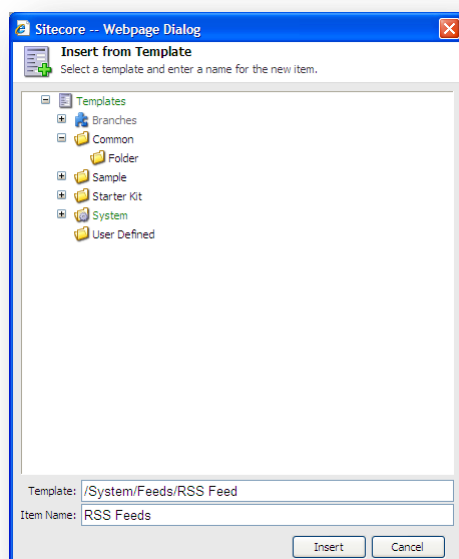 Sitecore -- Webpage Dialog
Insert from Template
Select a template and enter a name for the new item.
Templates
Branches
Common
Folder
Sample
Starter Kit
System
User Defined
Template: /System/Feeds/RSS Feed
Item Name: RSS Feeds
Insert Cancel